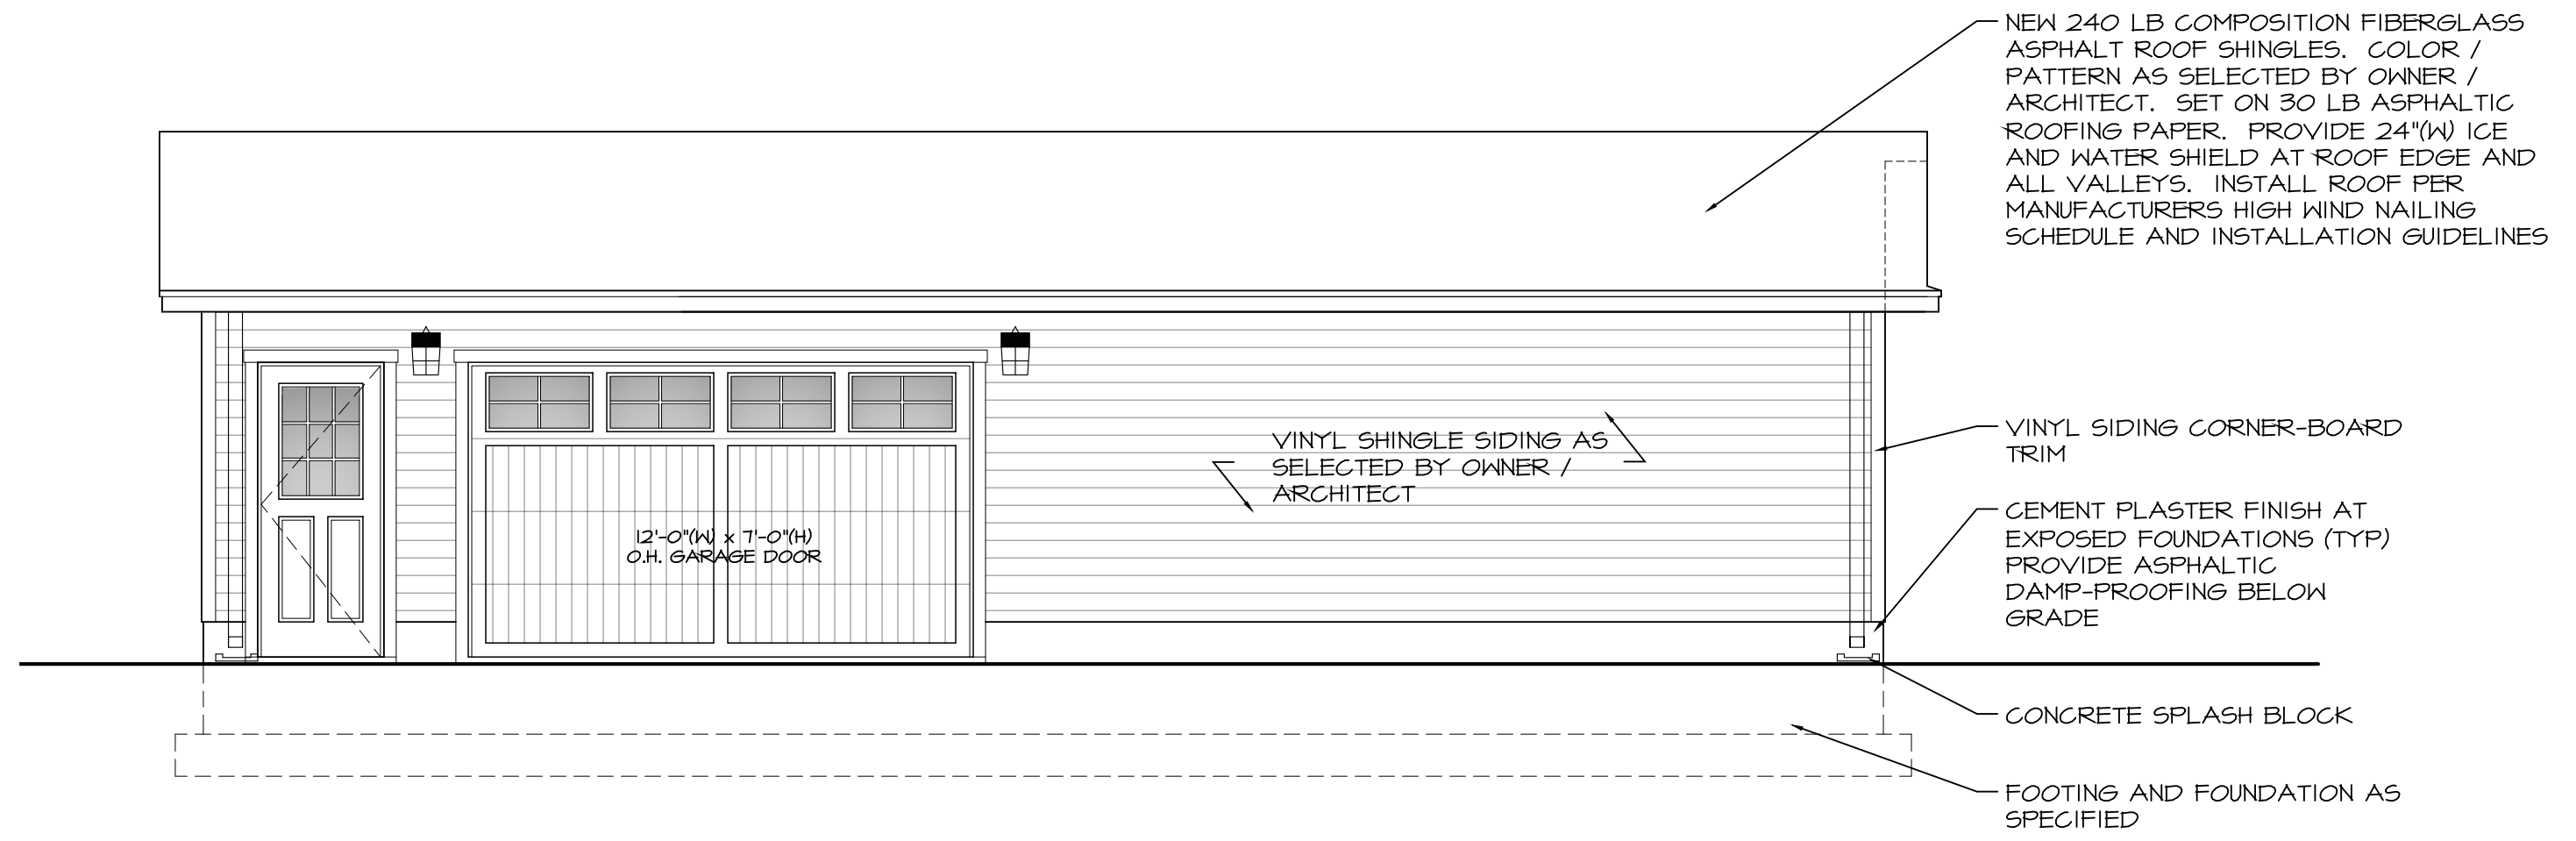 NEW 240 LB COMPOSITION FIBERGLASS
ASPHALT ROOF SHINGLES. COLOR /
PATTERN AS SELECTED BY OWNER /
ARCHITECT. SET ON 30 LB ASPHALTIC
ROOFING PAPER. PROVIDE 24"(W) ICE
AND WATER SHIELD AT ROOF EDGE AND
ALL VALLEYS. INSTALL ROOF PER
MANUFACTURERS HIGH WIND NAILING
SCHEDULE AND INSTALLATION GUIDELINES
VINYL SHINGLE SIDING AS
SELECTED BY OWNER /
ARCHITECT
12'-0"(W) x 7'-0"(H)
O.H. GARAGE DOOR
VINYL SIDING CORNER-BOARD
TRIM
CEMENT PLASTER FINISH AT
EXPOSED FOUNDATIONS (TYP)
PROVIDE ASPHALTIC
DAMP-PROOFING BELOW
GRADE
CONCRETE SPLASH BLOCK
FOOTING AND FOUNDATION AS
SPECIFIED